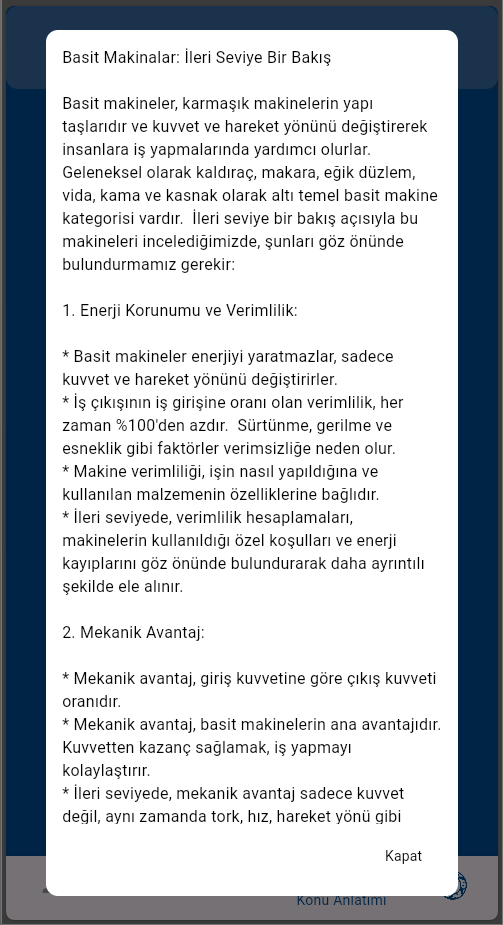 Basit Makinalar: İleri Seviye Bir Bakış
Basit makineler, karmaşık makinelerin yapı
taşlarıdır ve kuvvet ve hareket yönünü değiştirerek
insanlara iş yapmalarında yardımcı olurlar.
Geleneksel olarak kaldıraç, makara, eğik düzlem,
vida, kama ve kasnak olarak altı temel basit makine
kategorisi vardır.  İleri seviye bir bakış açısıyla bu
makineleri incelediğimizde, şunları göz önünde
bulundurmamız gerekir:
1. Enerji Korunumu ve Verimlilik:
* Basit makineler enerjiyi yaratmazlar, sadece
kuvvet ve hareket yönünü değiştirirler.
* İş çıkışının iş girişine oranı olan verimlilik, her
zaman %100'den azdır.  Sürtünme, gerilme ve
esneklik gibi faktörler verimsizliğe neden olur.
* Makine verimliliği, işin nasıl yapıldığına ve
kullanılan malzemenin özelliklerine bağlıdır.
* İleri seviyede, verimlilik hesaplamaları,
makinelerin kullanıldığı özel koşulları ve enerji
kayıplarını göz önünde bulundurarak daha ayrıntılı
şekilde ele alınır.
2. Mekanik Avantaj:
* Mekanik avantaj, giriş kuvvetine göre çıkış kuvveti
oranıdır.
* Mekanik avantaj, basit makinelerin ana avantajıdır.
Kuvvetten kazanç sağlamak, iş yapmayı
kolaylaştırır.
* İleri seviyede, mekanik avantaj sadece kuvvet
değil, aynı zamanda tork, hız, hareket yönü gibi
Kapat
Konu Anlatımı